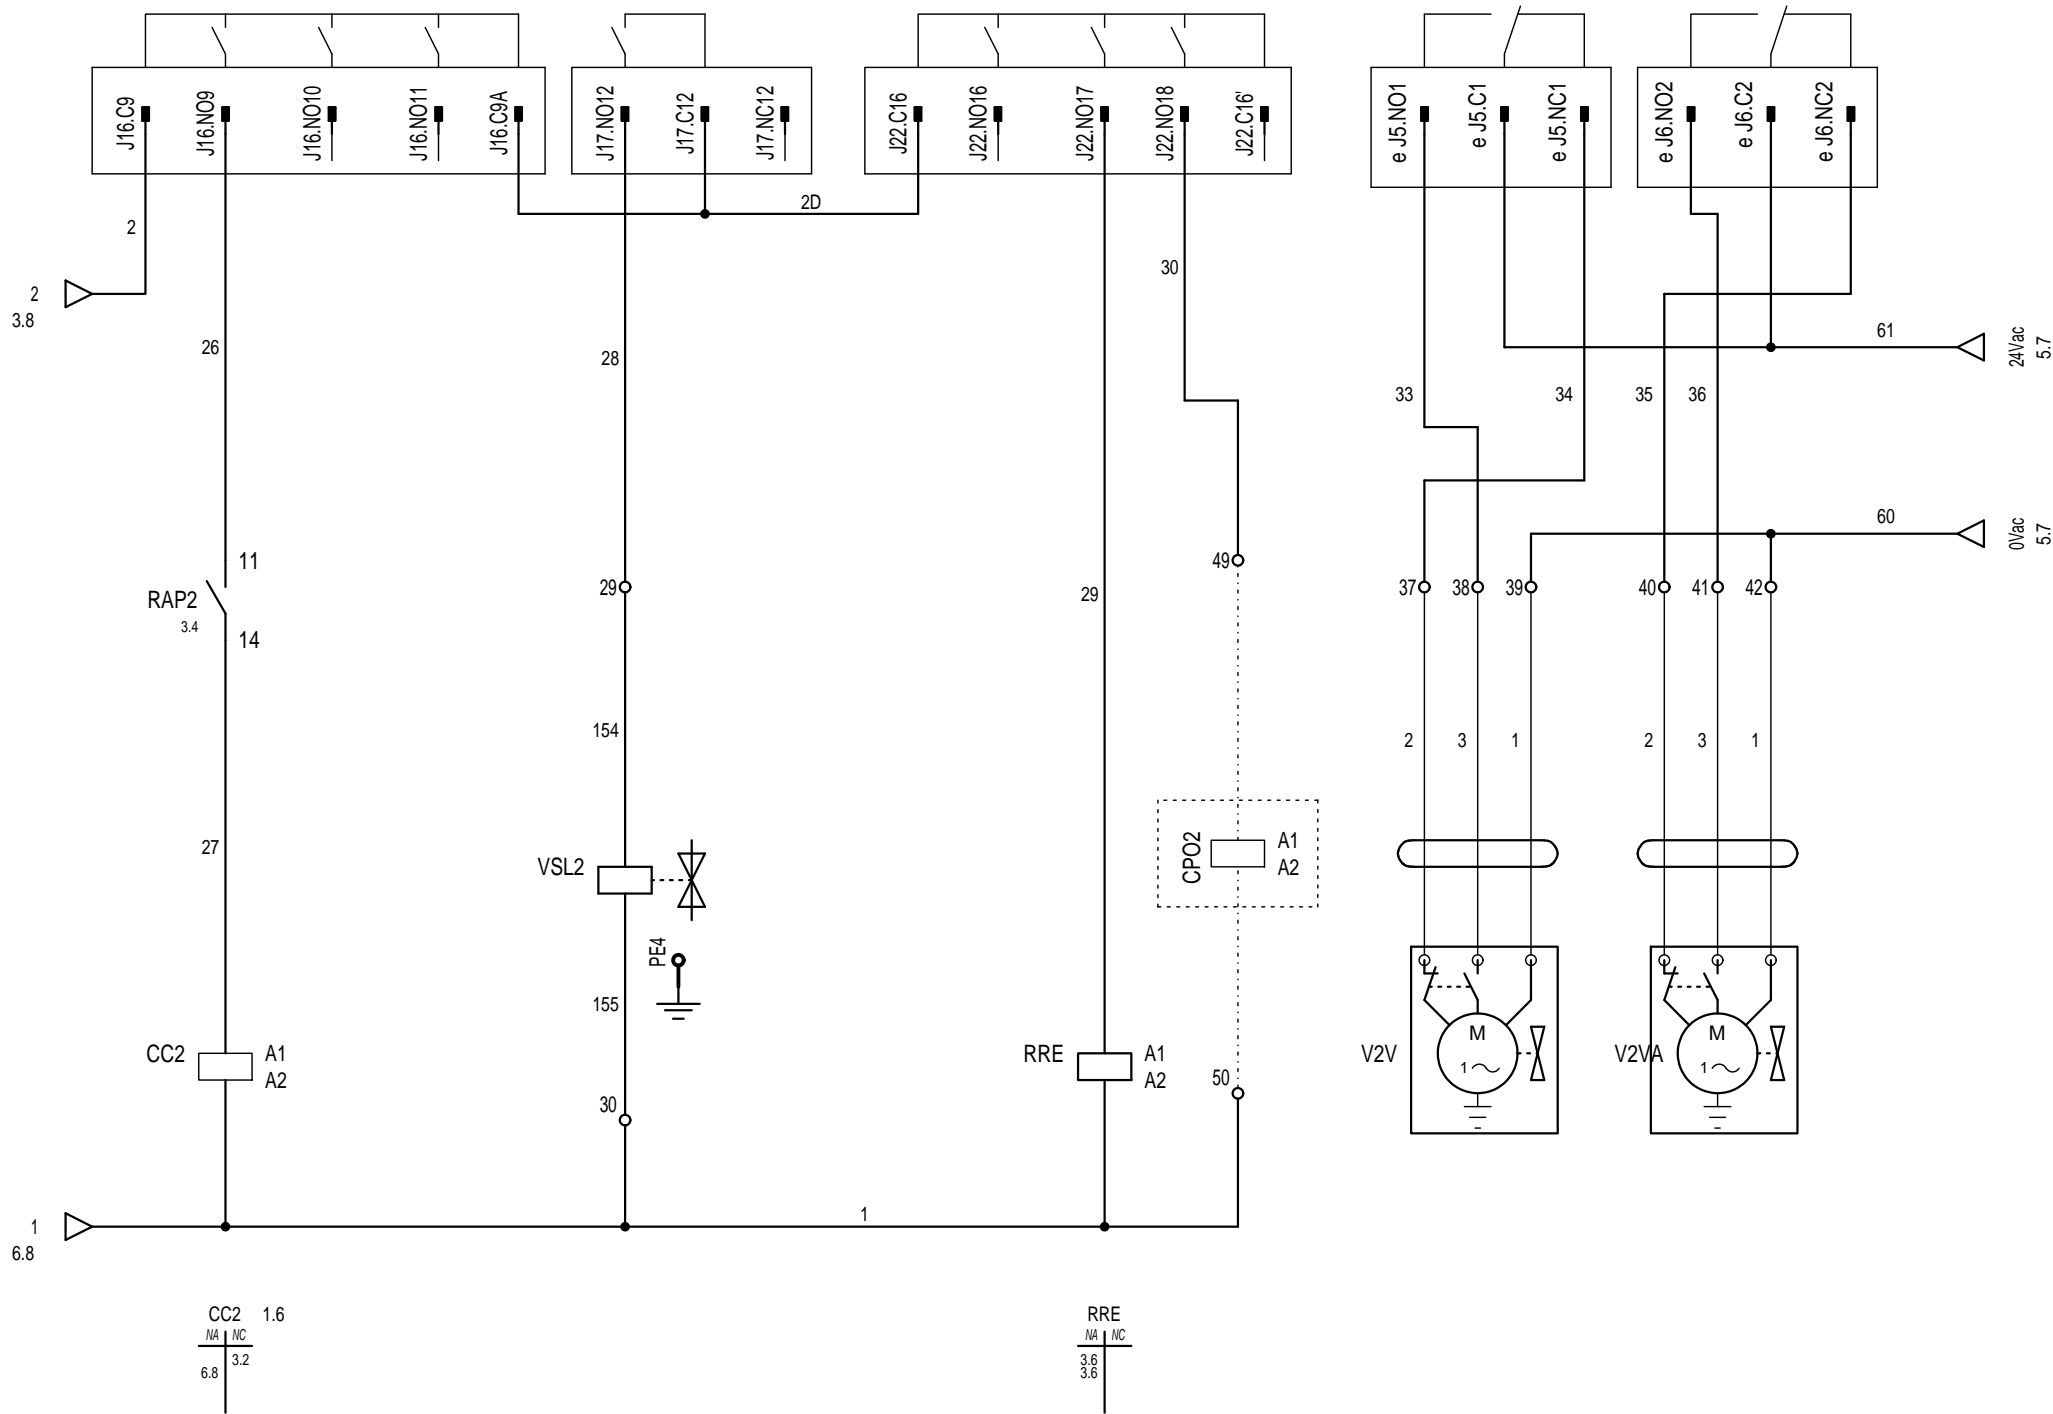 J16.C9
J16.NO9
J16.NO10
J16.NO11
J16.C9A
J17.NO12
J17.C12
J17.NC12
J22.C16
J22.NO16
J22.NO17
J22.NO18
J22.C16'
e J5.NO1
e J5.C1
e J5.NC1
e J6.NO2
e J6.C2
e J6.NC2
2D
2
30
2
3.8
26
28
61
24Vac
5.7
33
34
35
36
60
0Vac
5.7
11
RAP2
3.4
14
29
29
49
37
38
39
40
41
42
154
2
3
1
2
3
1
27
VSL2
CPO2
A1
A2
PE4
155
CC2
A1
A2
RRE
A1
A2
30
50
V2V
M
1
V2VA
M
1
1
6.8
1
CC2 1.6
NA NC
3.2
6.8
RRE
NA NC
3.6
3.6